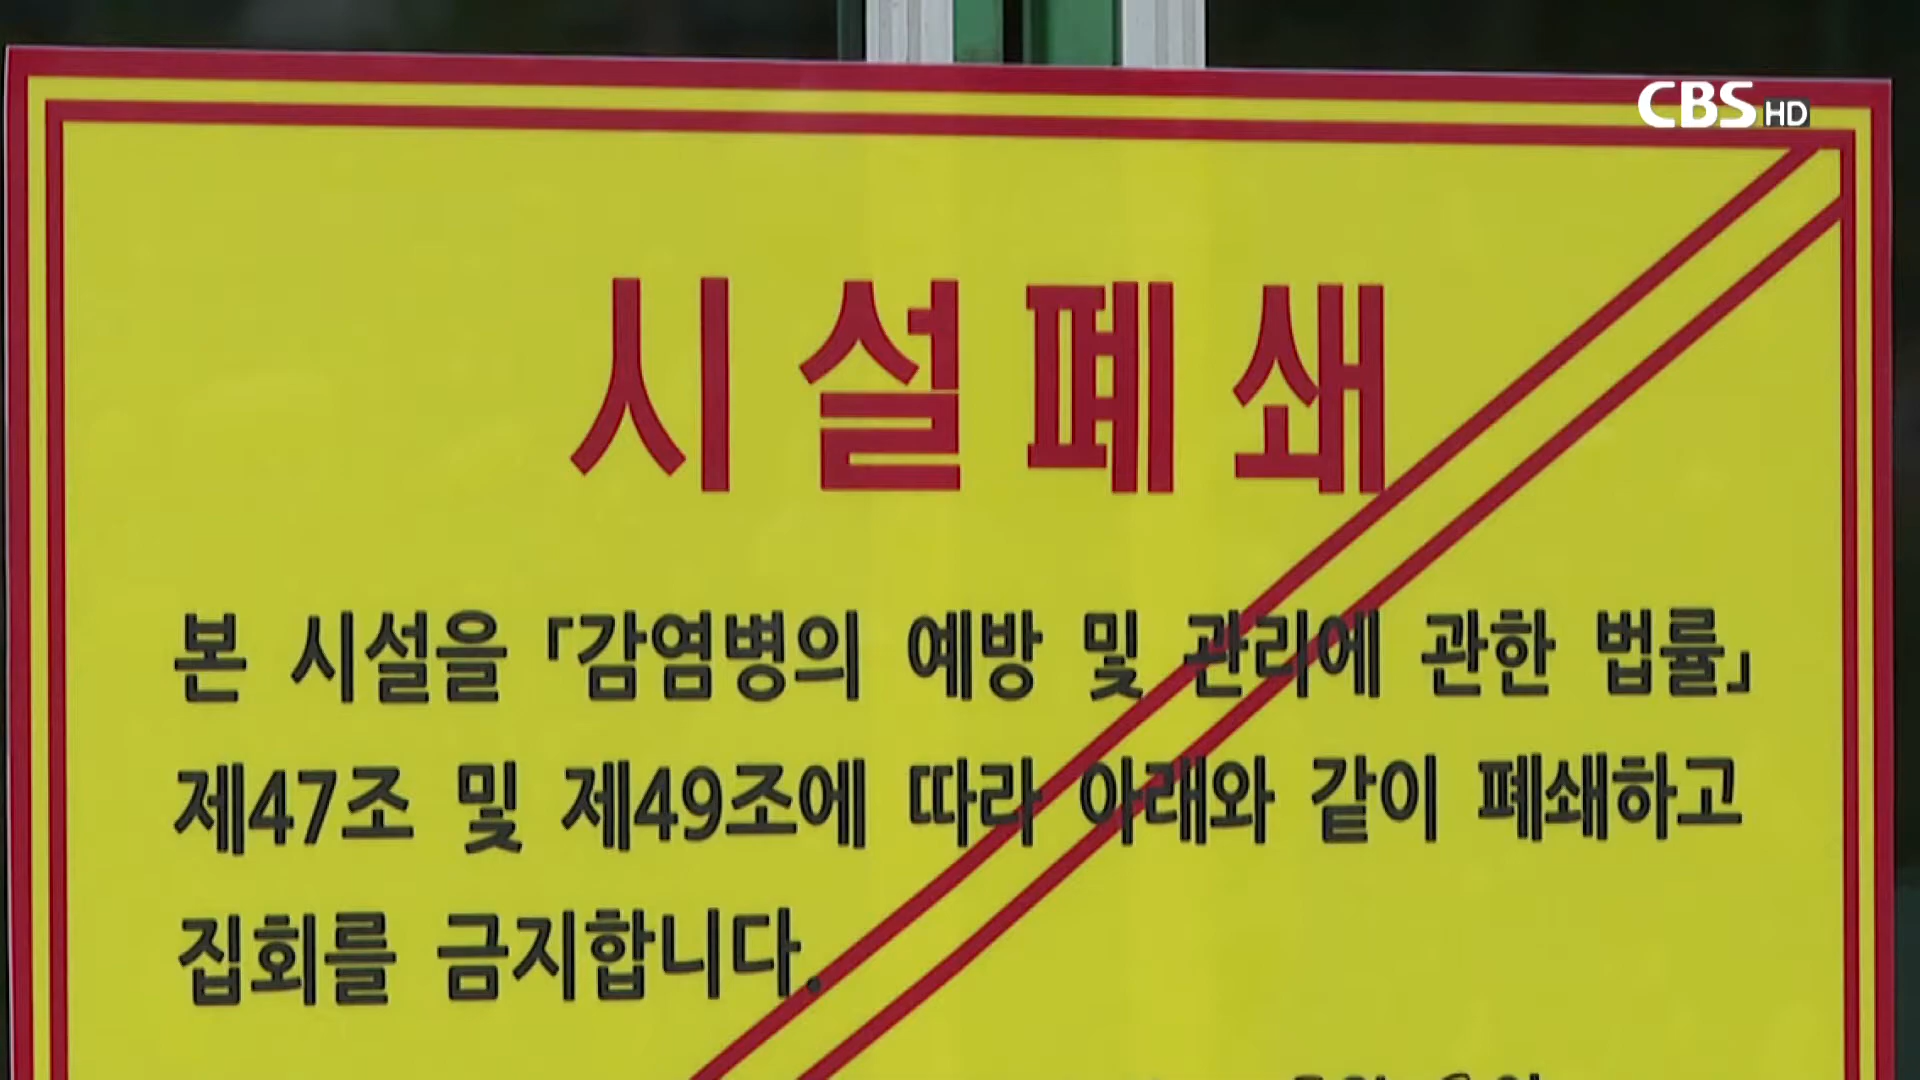 CBS HD
시설폐쇄
본 시설을 「감염병의 예방 및 관리에 관한 법률」
제47조 및 제49조에 따라 아래와 같이 폐쇄하고
집회를 금지합니다.